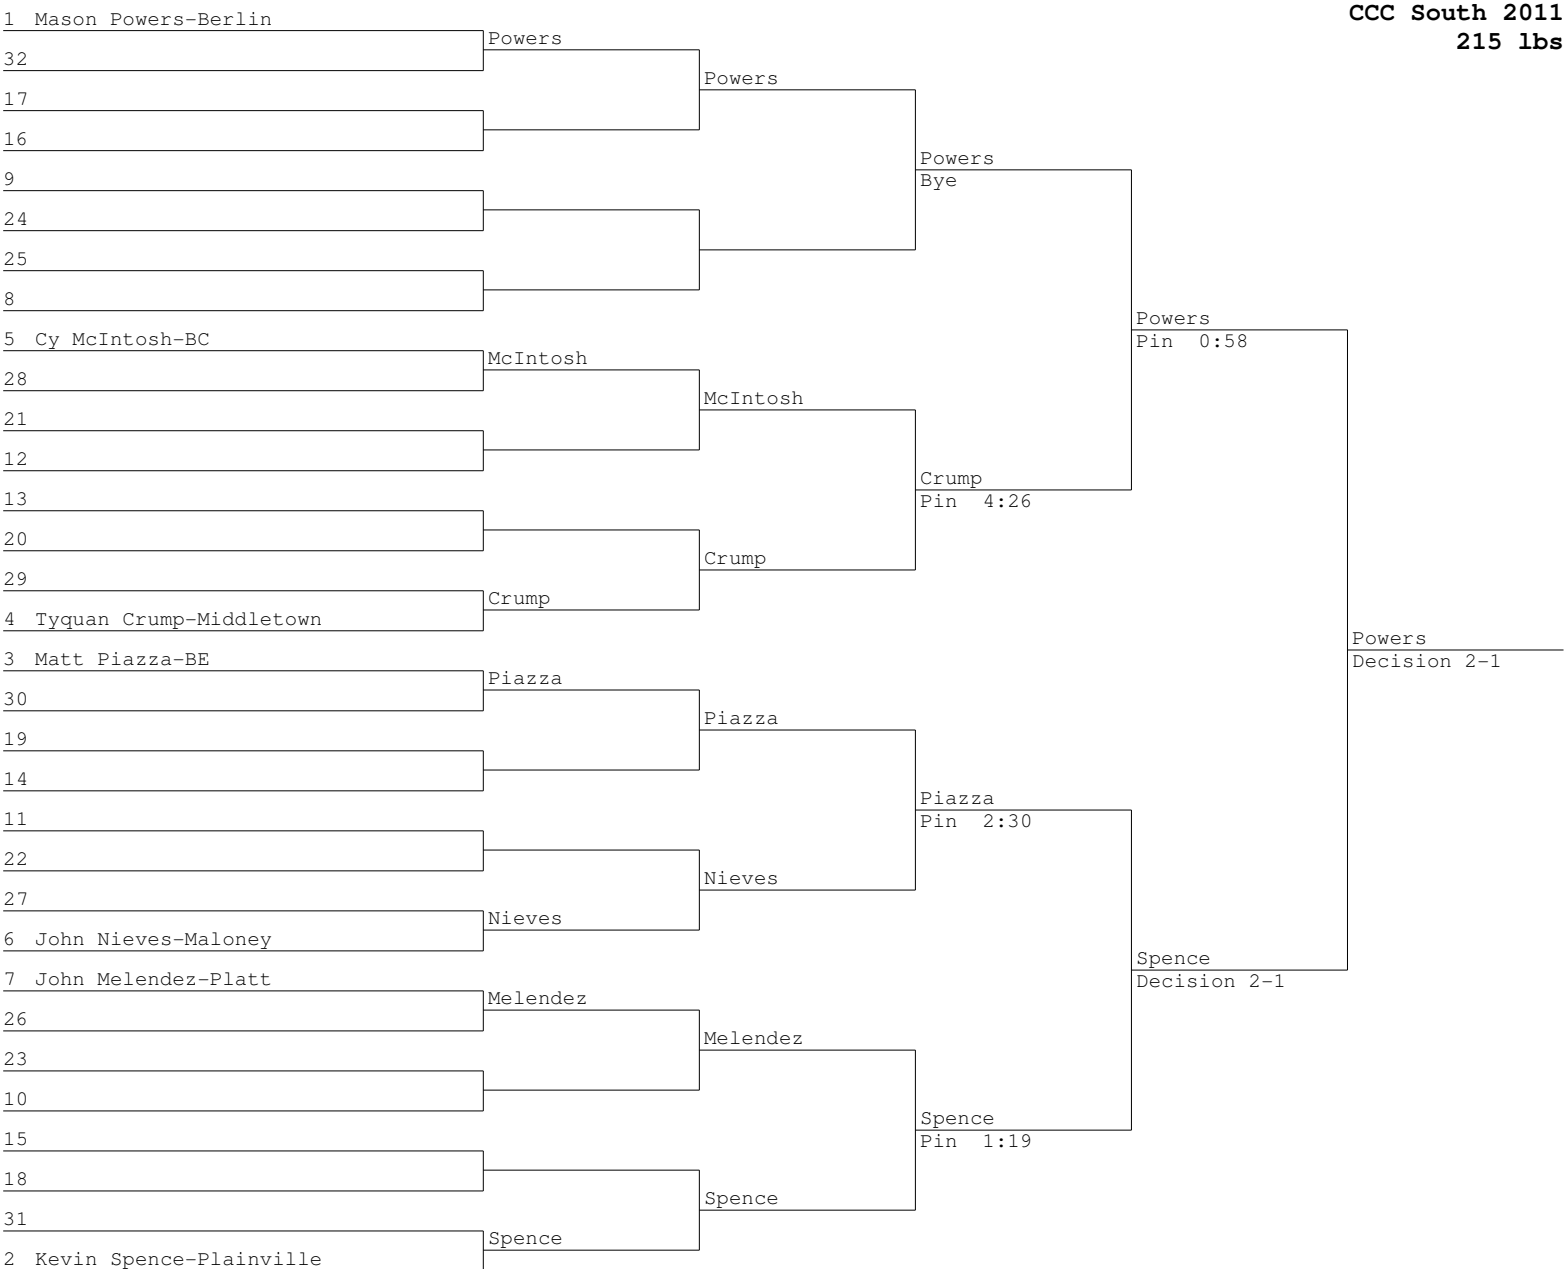 CCC South 2011
215 lbs
1 Mason Powers-Berlin
Powers
32
Powers
17
16
Powers
Bye
9
24
25
8
Powers
Pin 0:58
5 Cy McIntosh-BC
McIntosh
28
McIntosh
21
12
Crump
Pin 4:26
13
20
Crump
29
Crump
4 Tyquan Crump-Middletown
Powers
Decision 2-1
3 Matt Piazza-BE
Piazza
30
Piazza
19
14
Piazza
Pin 2:30
11
22
Nieves
27
Nieves
6 John Nieves-Maloney
Spence
Decision 2-1
7 John Melendez-Platt
Melendez
26
Melendez
23
10
Spence
Pin 1:19
15
18
Spence
31
Spence
2 Kevin Spence-Plainville